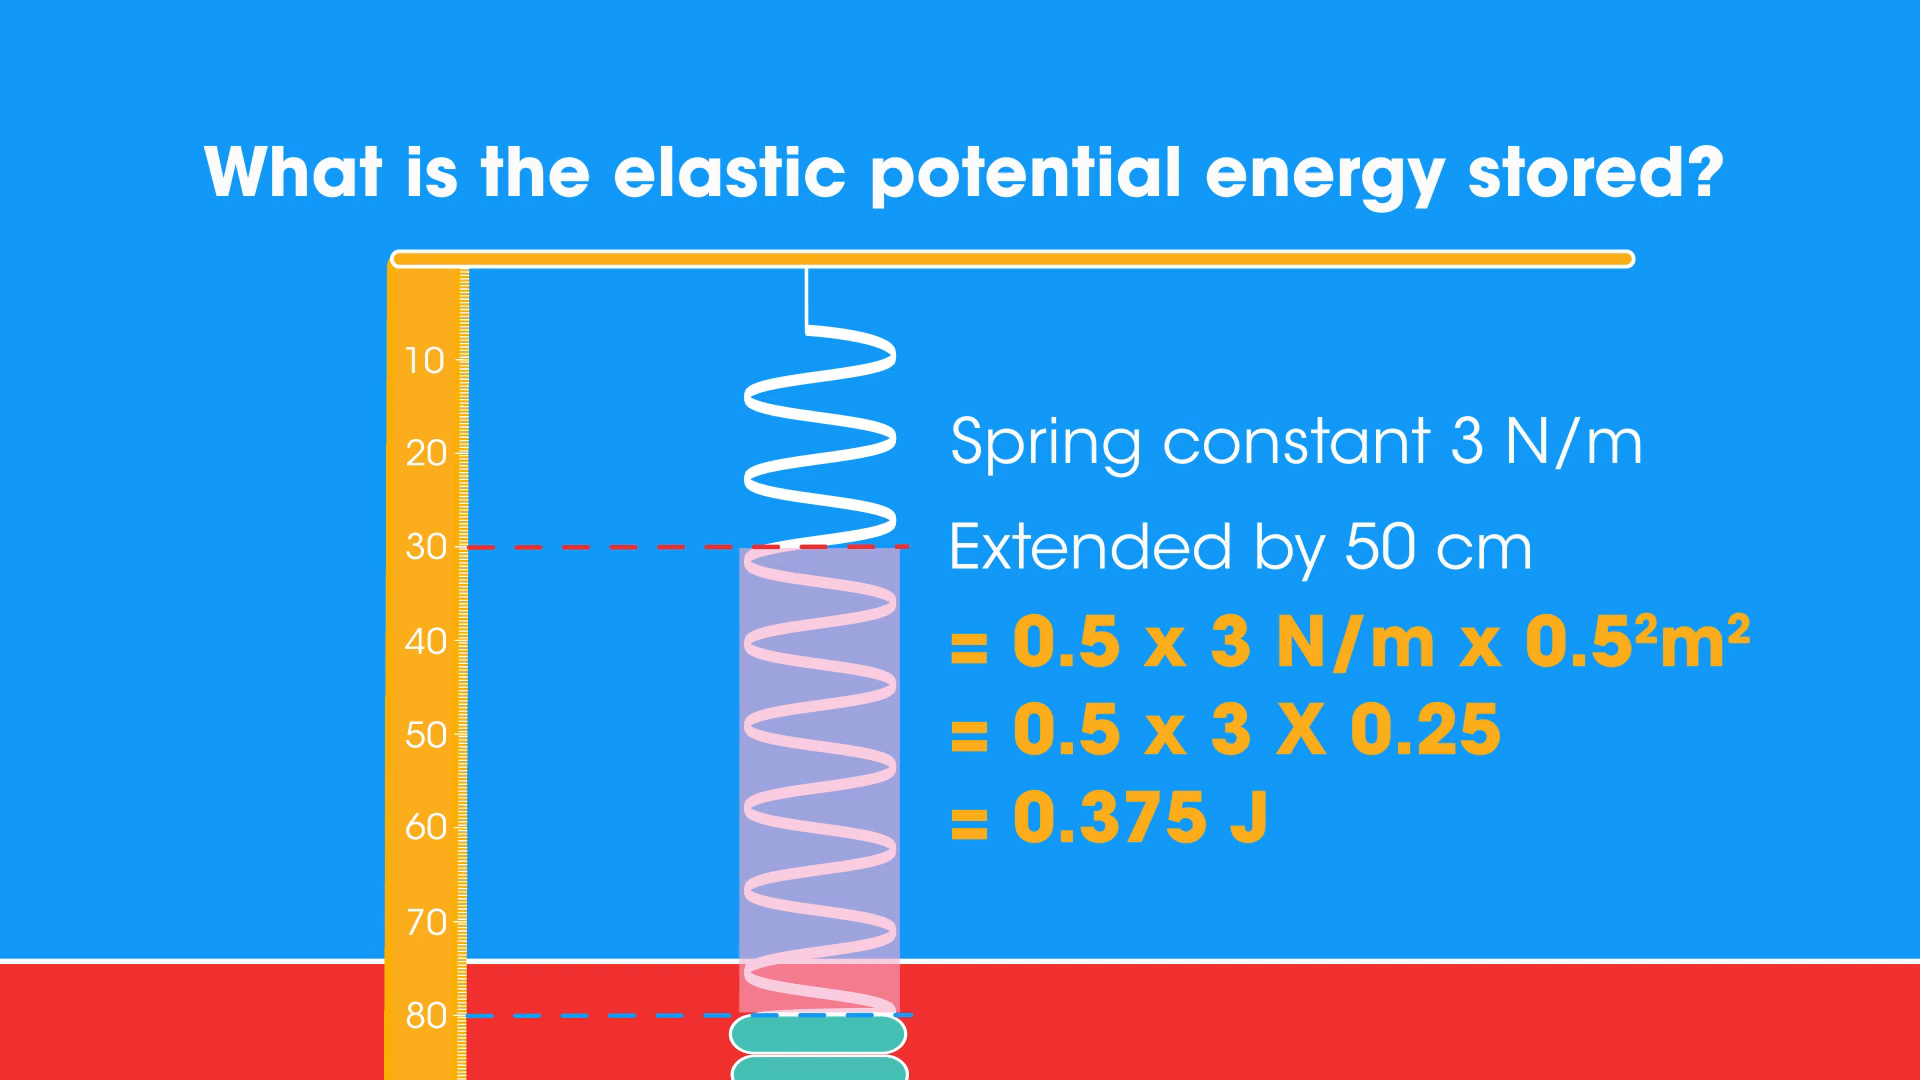 What is the elastic potential energy stored?
10
20
30
40
50
60
70
80
Spring constant 3 N/m
Extended by 50 cm
= 0.5 x 3 N/m x 0.5²m²
= 0.5 x 3 X 0.25
= 0.375 J